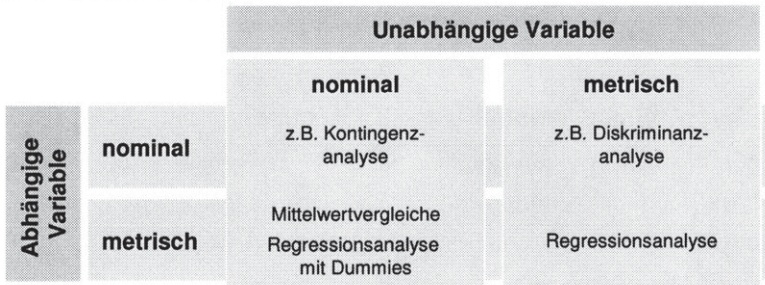 Unabhängige Variable
nominal
metrisch
Abhängige
Variable
nominal
z.B. Kontingenz-
analyse
z.B. Diskriminanz-
analyse
metrisch
Mittelwertvergleiche
Regressionsanalyse
mit Dummies
Regressionsanalyse